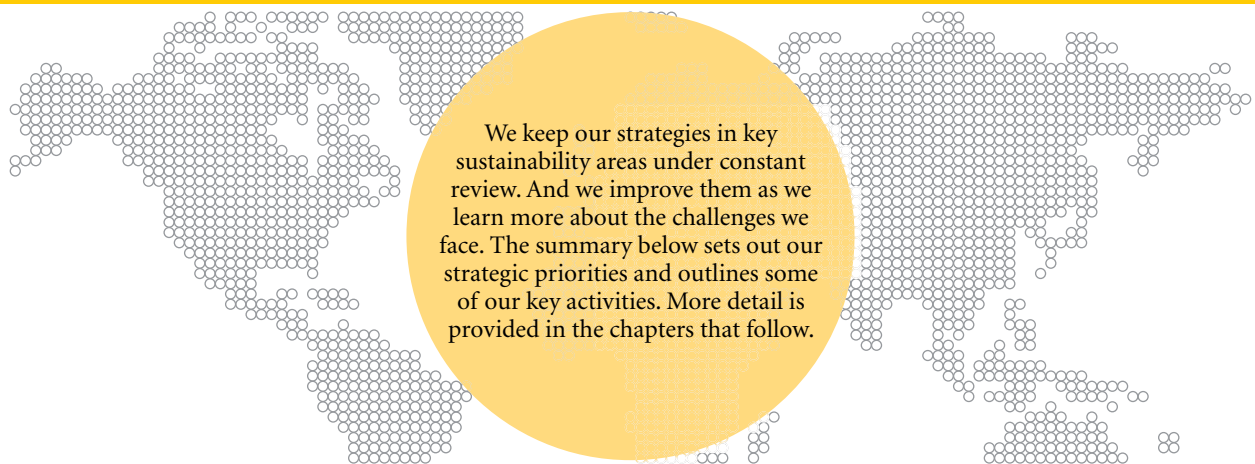 We keep our strategies in key
sustainability areas under constant
review. And we improve them as we
learn more about the challenges we
face. The summary below sets out our
strategic priorities and outlines some
of our key activities. More detail is
provided in the chapters that follow.